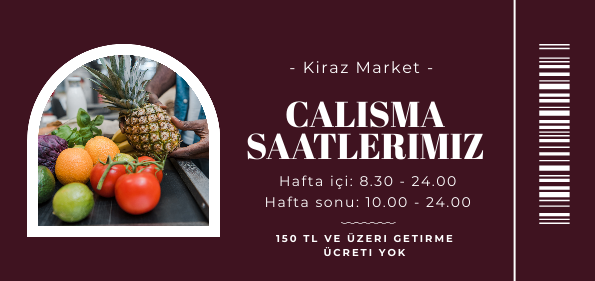 - Kiraz Market -
CALISMA
SAATLERIMIZ
Hafta içi: 8.30 - 24.00
Hafta sonu: 10.00 - 24.00
150 TL VE ÜZERI GETIRME
ÜCRETI YOK